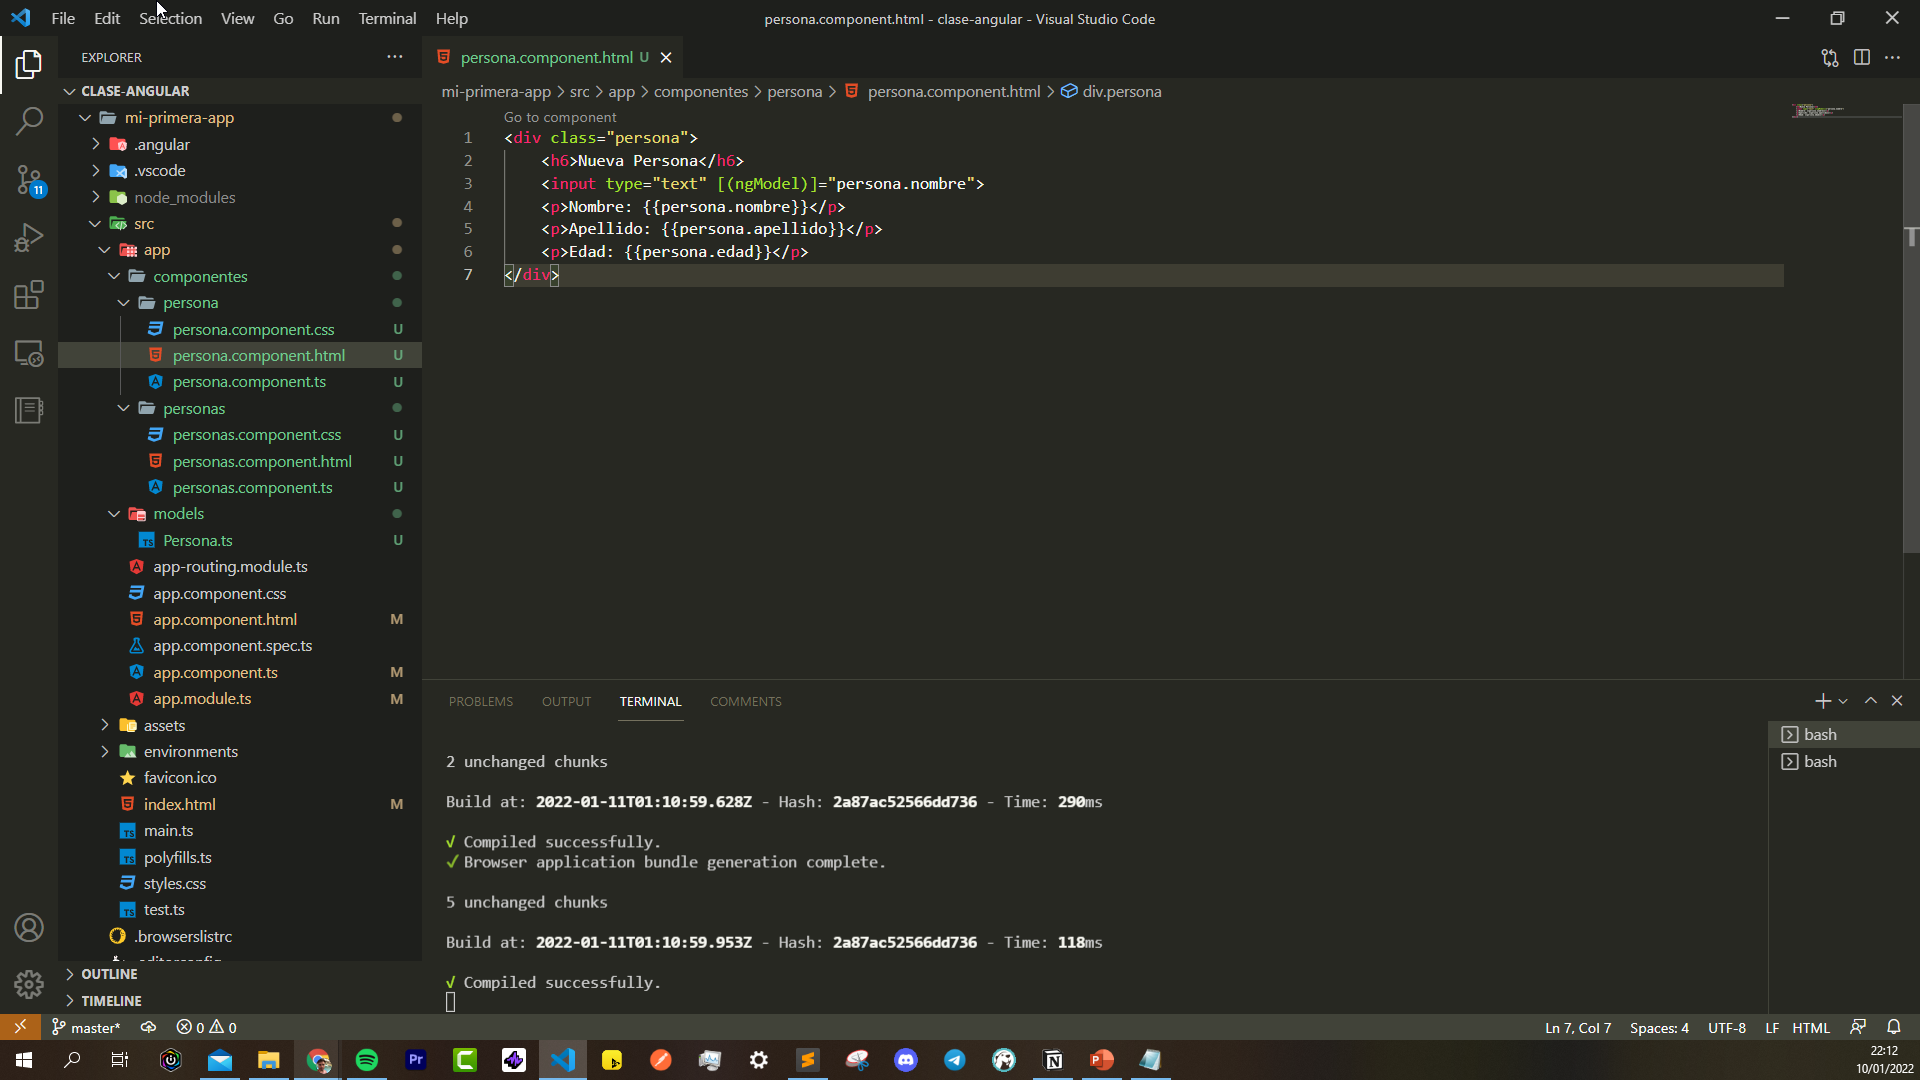 File Edit Selection View Go Run Terminal Help
persona.component.html - clase-angular - Visual Studio Code
EXPLORER
persona.component.html U
CLASE-ANGULAR
mi-primera-app > src > app > componentes > persona > persona.component.html > div.persona
mi-primera-app
.angular
.vscode
node_modules
src
app
componentes
persona
persona.component.css U
persona.component.html U
persona.component.ts U
personas
personas.component.css U
personas.component.html U
personas.component.ts U
models
Persona.ts U
app-routing.module.ts
app.component.css
app.component.html M
app.component.spec.ts
app.component.ts M
app.module.ts M
assets
environments
favicon.ico
index.html M
main.ts
polyfills.ts
styles.css
test.ts
.browserslistrc
OUTLINE
TIMELINE
11
Go to component
1 <div class="persona">
2 <h6>Nueva Persona</h6>
3 <input type="text" [(ngModel)]="persona.nombre">
4 <p>Nombre: {{persona.nombre}}</p>
5 <p>Apellido: {{persona.apellido}}</p>
6 <p>Edad: {{persona.edad}}</p>
7 </div>
PROBLEMS OUTPUT TERMINAL COMMENTS
2 unchanged chunks
Build at: 2022-01-11T01:10:59.628Z - Hash: 2a87ac52566dd736 - Time: 290ms
√ Compiled successfully.
✔ Browser application bundle generation complete.
5 unchanged chunks
Build at: 2022-01-11T01:10:59.953Z - Hash: 2a87ac52566dd736 - Time: 118ms
√ Compiled successfully.
bash
bash
master* 0 0
Ln 7, Col 7 Spaces: 4 UTF-8 LF HTML
22:12
10/01/2022